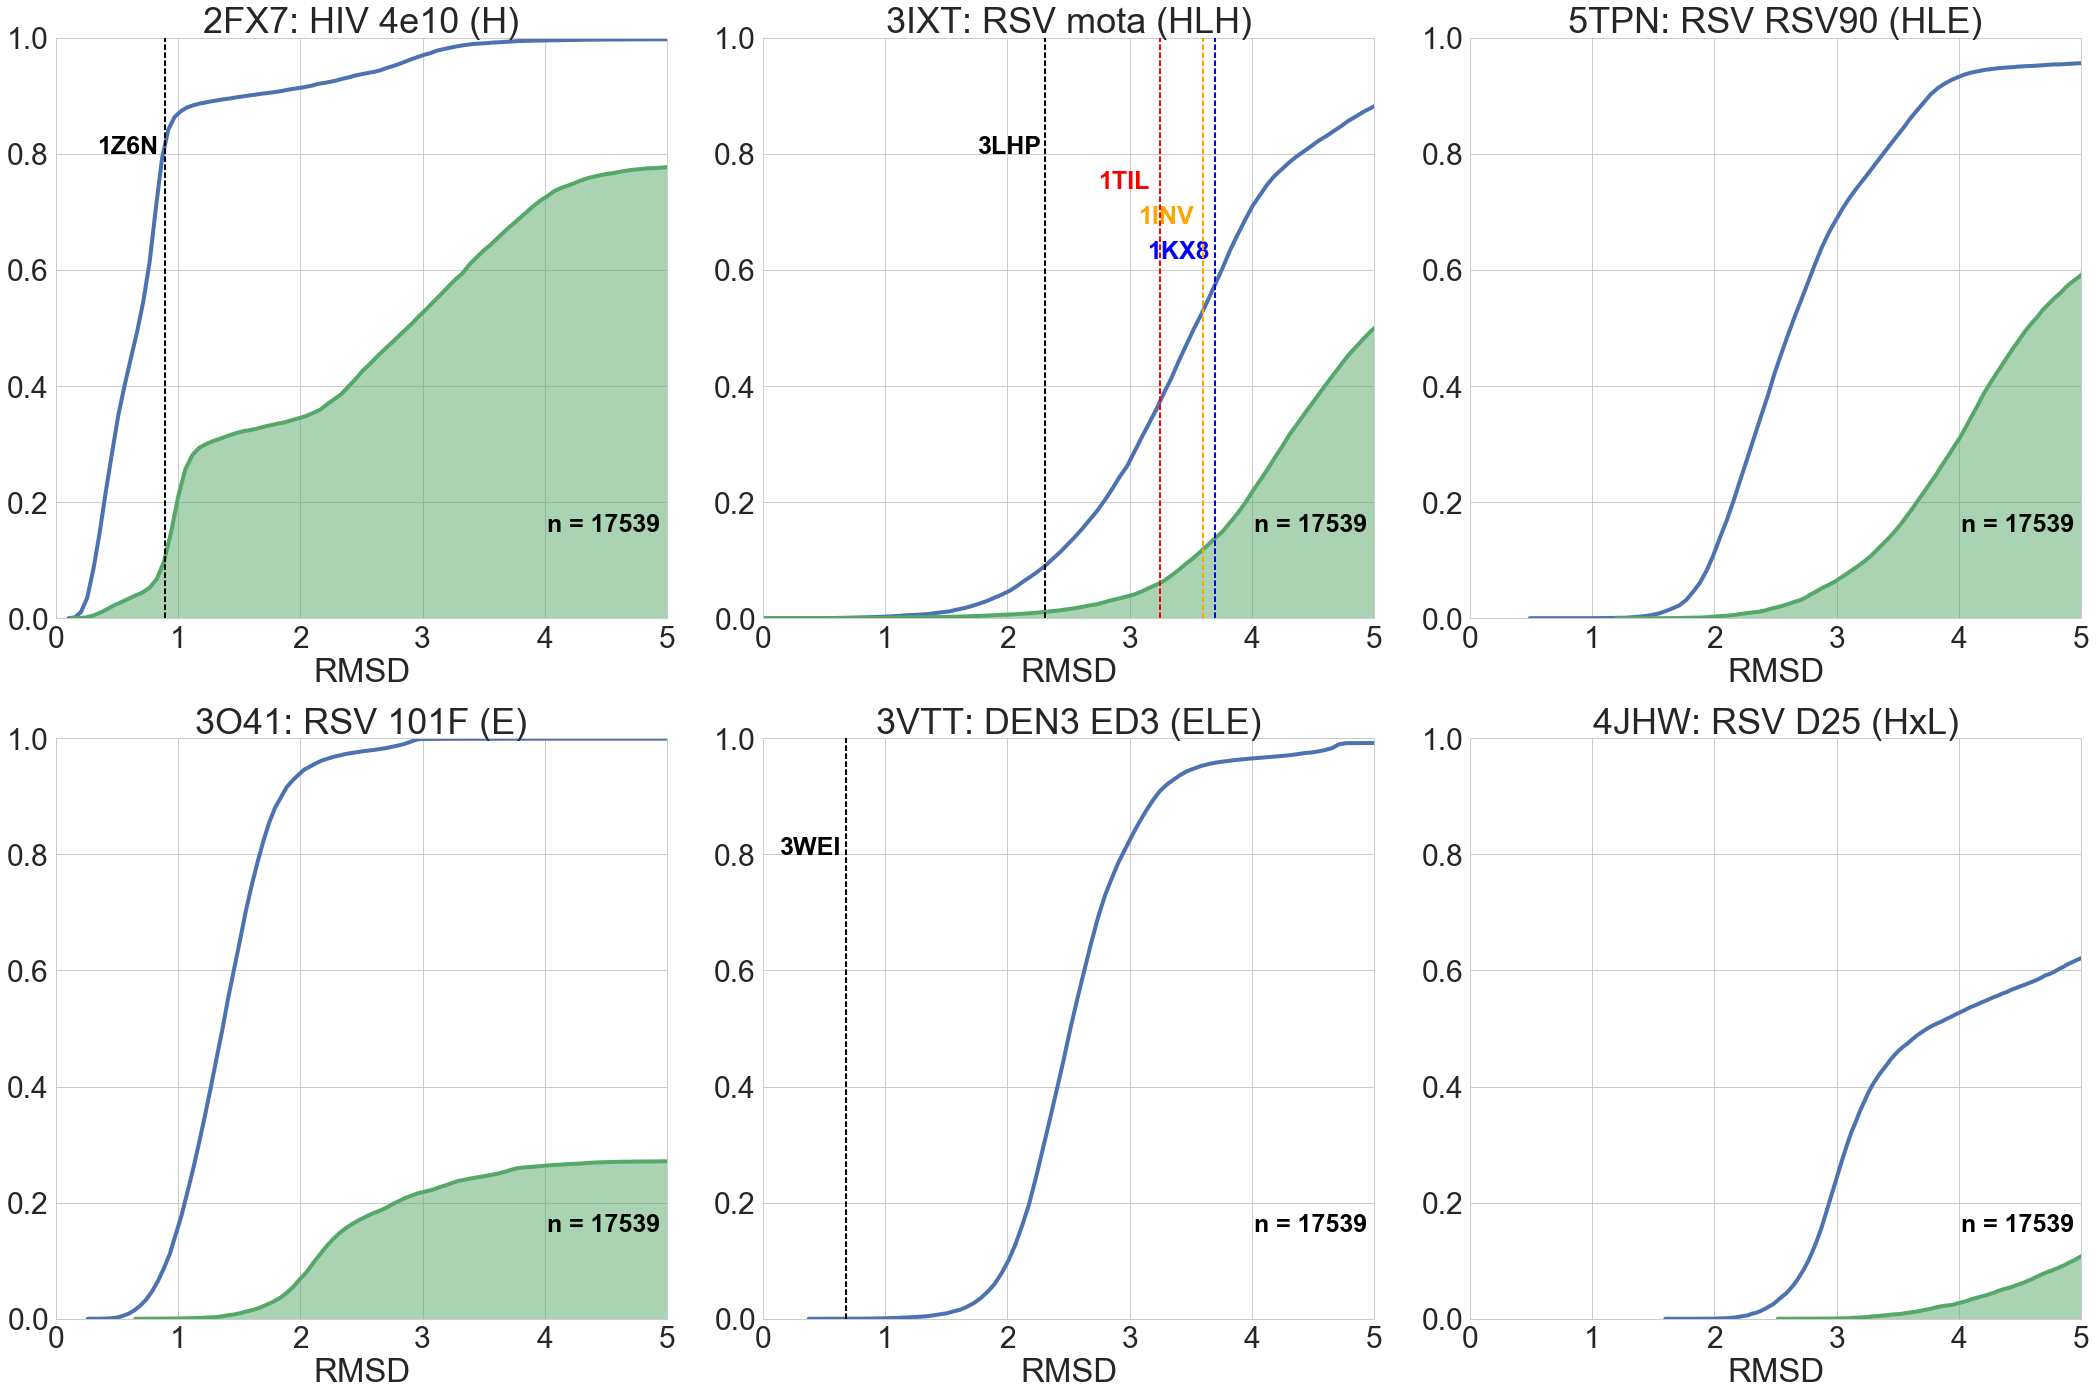 2FX7: HIV 4e10 (H)
1.0
0.8
0.6
0.4
0.2
0.0
1Z6N
n = 17539
0 1 2 3 4 5
RMSD
3IXT: RSV mota (HLH)
1.0
0.8
0.6
0.4
0.2
0.0
3LHP
1TIL
1INV
1KX8
n = 17539
0 1 2 3 4 5
RMSD
5TPN: RSV RSV90 (HLE)
1.0
0.8
0.6
0.4
0.2
0.0
n = 17539
0 1 2 3 4 5
RMSD
3O41: RSV 101F (E)
1.0
0.8
0.6
0.4
0.2
0.0
n = 17539
0 1 2 3 4 5
RMSD
3VTT: DEN3 ED3 (ELE)
1.0
0.8
0.6
0.4
0.2
0.0
3WEI
n = 17539
0 1 2 3 4 5
RMSD
4JHW: RSV D25 (HxL)
1.0
0.8
0.6
0.4
0.2
0.0
n = 17539
0 1 2 3 4 5
RMSD